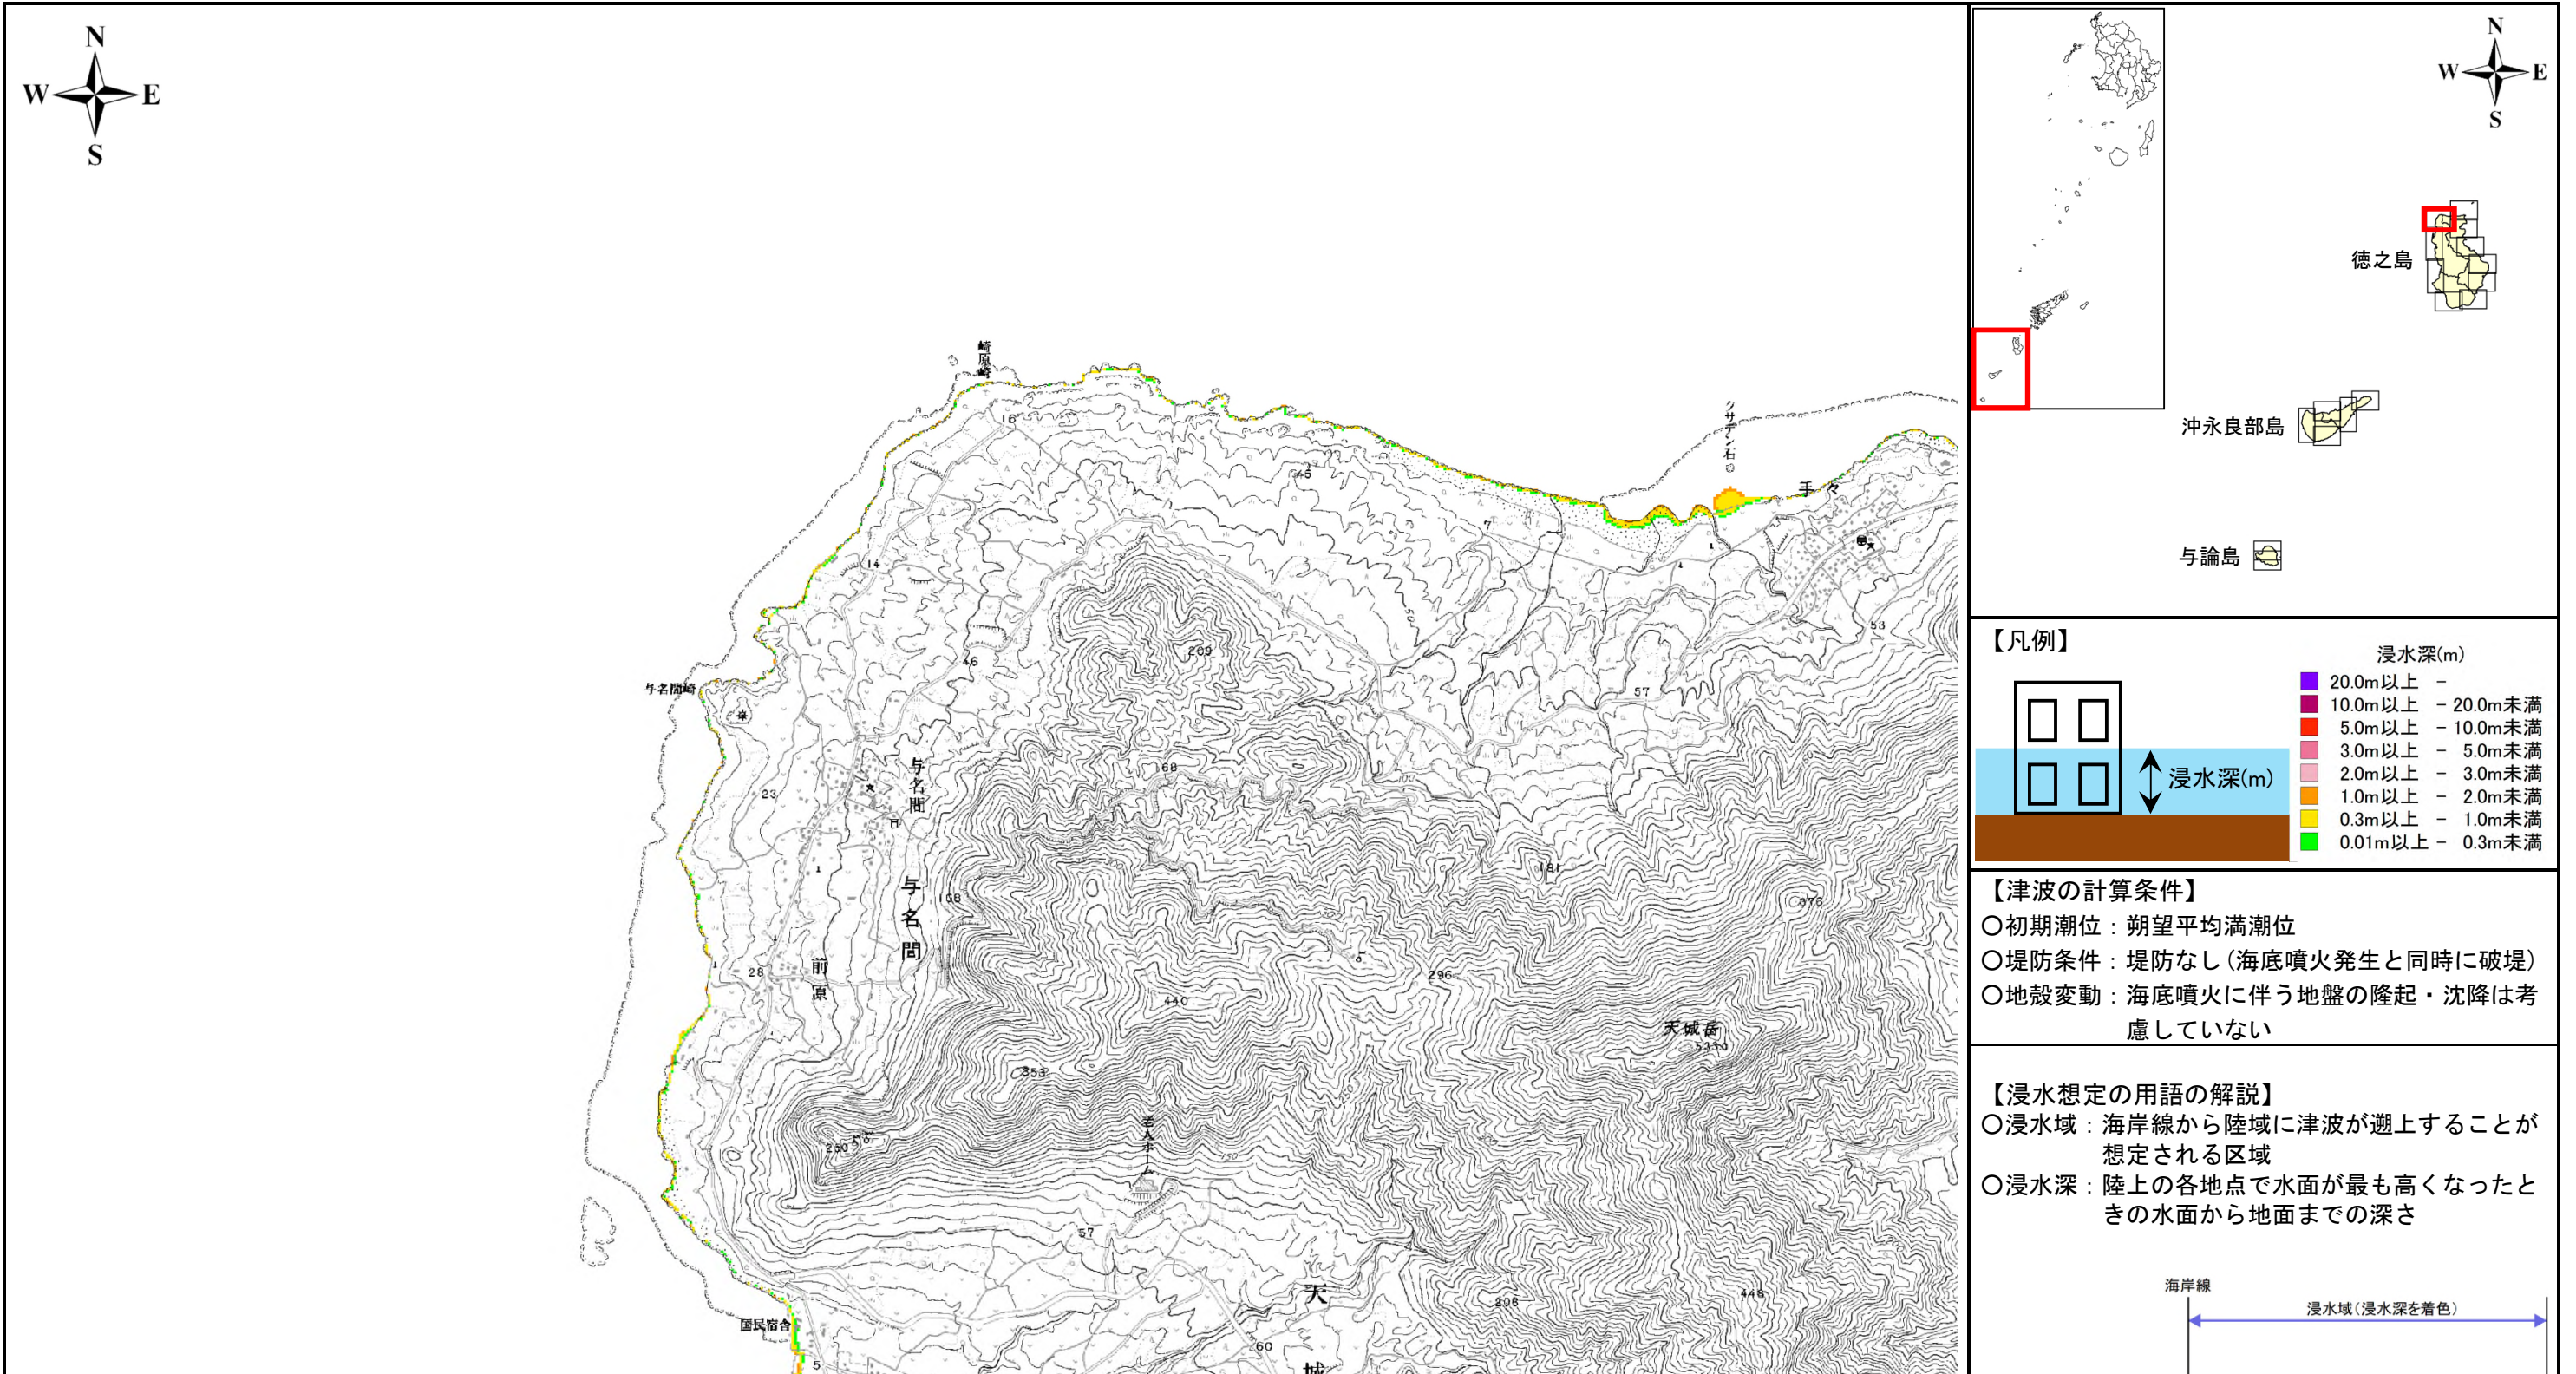 N
W E
S
崎原崎
16
45
クサデン石
手々
7
14
50
53
46
269
与名間崎
57
23
与名間
168
与名間
168
181
376
28
前原
296
440
天城岳
533.0
353
老人ホーム
250
150
57
天城
208
448
国民宿舎
60
5
N
W E
S
徳之島
沖永良部島
与論島
【凡例】
浸水深(m)
浸水深(m)
20.0m以上 -
10.0m以上 - 20.0m未満
5.0m以上 - 10.0m未満
3.0m以上 - 5.0m未満
2.0m以上 - 3.0m未満
1.0m以上 - 2.0m未満
0.3m以上 - 1.0m未満
0.01m以上 - 0.3m未満
【津波の計算条件】
○初期潮位：朔望平均満潮位
○堤防条件：堤防なし(海底噴火発生と同時に破堤)
○地殻変動：海底噴火に伴う地盤の隆起・沈降は考
慮していない
【浸水想定の用語の解説】
○浸水域：海岸線から陸域に津波が遡上することが
想定される区域
○浸水深：陸上の各地点で水面が最も高くなったと
きの水面から地面までの深さ
海岸線
浸水域(浸水深を着色)